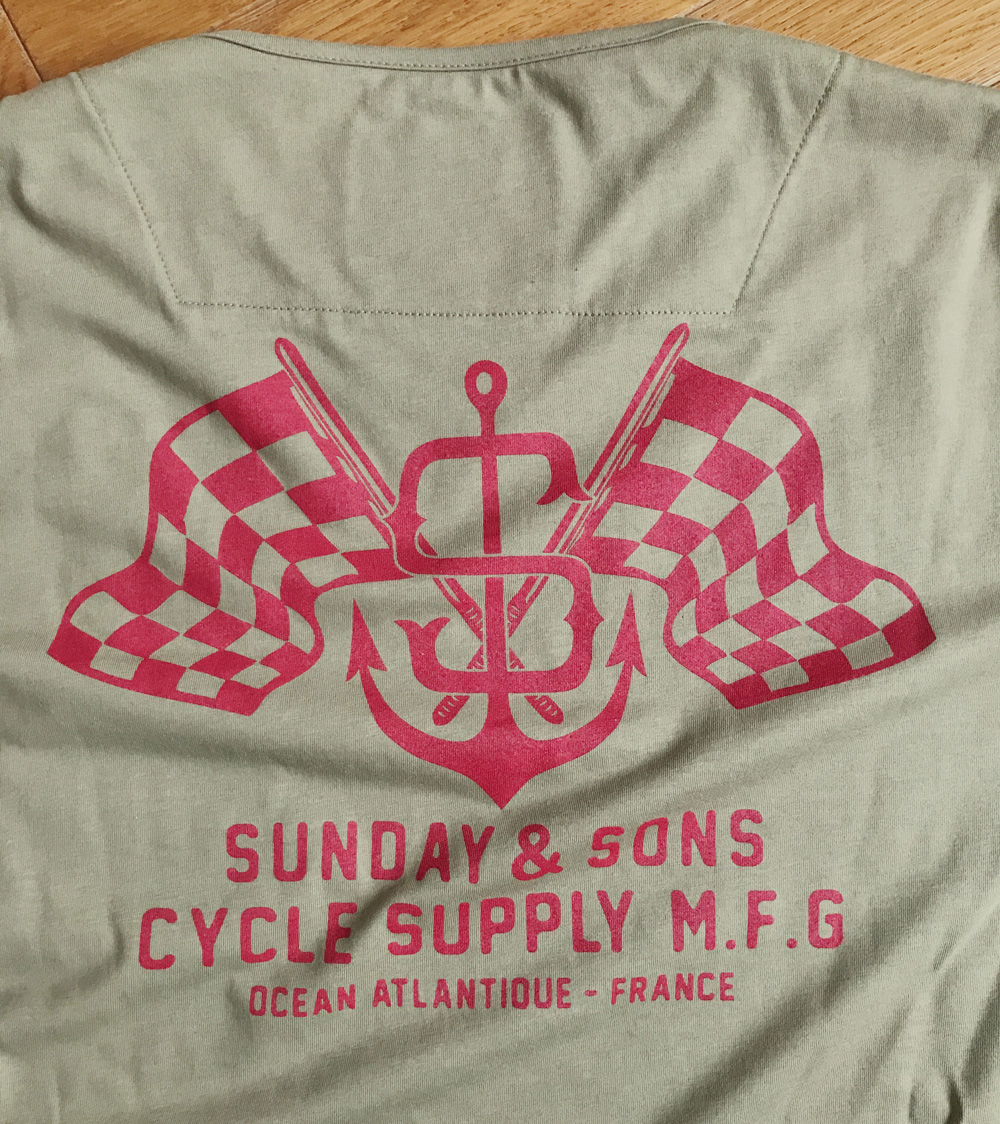 SUNDAY & SONS
CYCLE SUPPLY M.F.G
OCEAN ATLANTIQUE - FRANCE